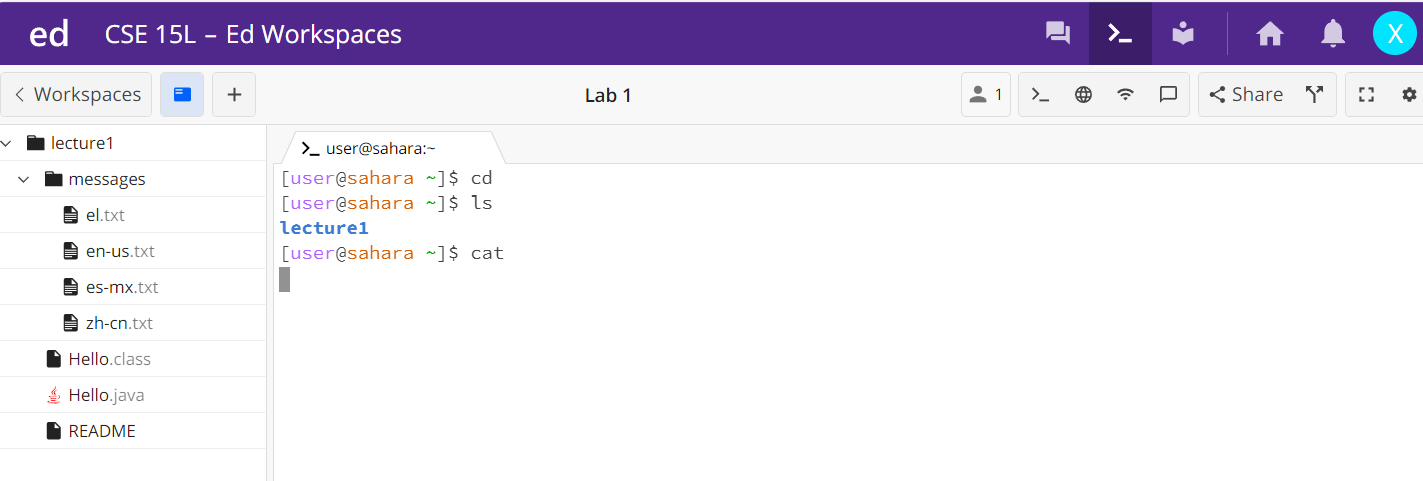 ed CSE 15L – Ed Workspaces X
Workspaces + Lab 1 1 Share
lecture1
messages
el.txt
en-us.txt
es-mx.txt
zh-cn.txt
Hello.class
Hello.java
README
user@sahara:~
[user@sahara ~]$ cd
[user@sahara ~]$ ls
lecture1
[user@sahara ~]$ cat